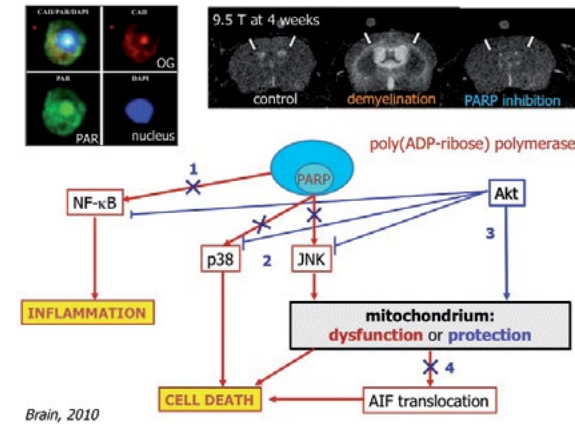 CAII/PAR/DAPI
CAII
OG
PAR
DAPI
PAR
nucleus
9.5 T at 4 weeks
control
demyelination
PARP inhibition
poly(ADP-ribose) polymerase
1
PARP
NF-κB
Akt
2
3
p38
JNK
INFLAMMATION
mitochondrium:
dysfunction or protection
4
CELL DEATH
AIF translocation
Brain, 2010